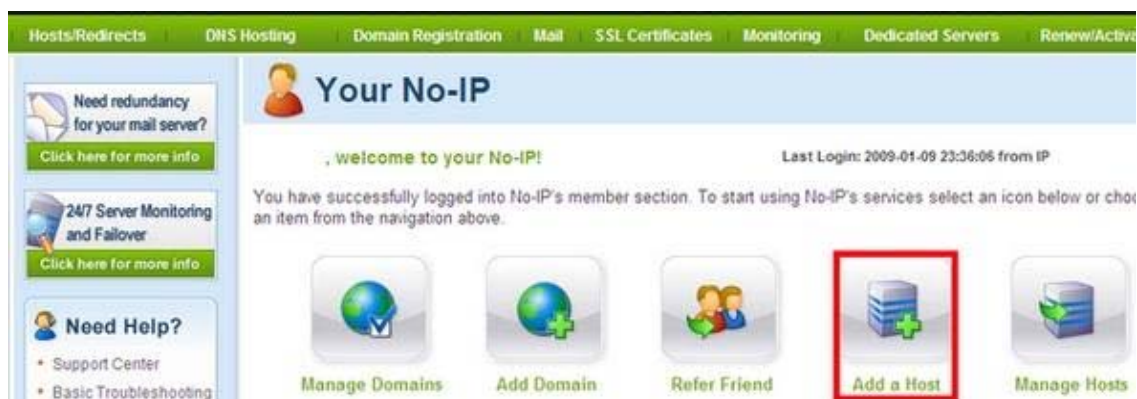 Hosts/Redirects DNS Hosting Domain Registration Mail SSL Certificates Monitoring Dedicated Servers
Need redundancy
for your mail server?
Click here for more info
24/7 Server Monitoring
and Failover
Click here for more info
Need Help?
• Support Center
• Basic Troubleshooting
Your No-IP
, welcome to your No-IP!
Last Login: 2009-01-09 23:36:06 from IP
You have successfully logged into No-IP's member section. To start using No-IP's services select an icon below or
an item from the navigation above.
Manage Domains
Add Domain
Refer Friend
Add a Host
Manage Hosts